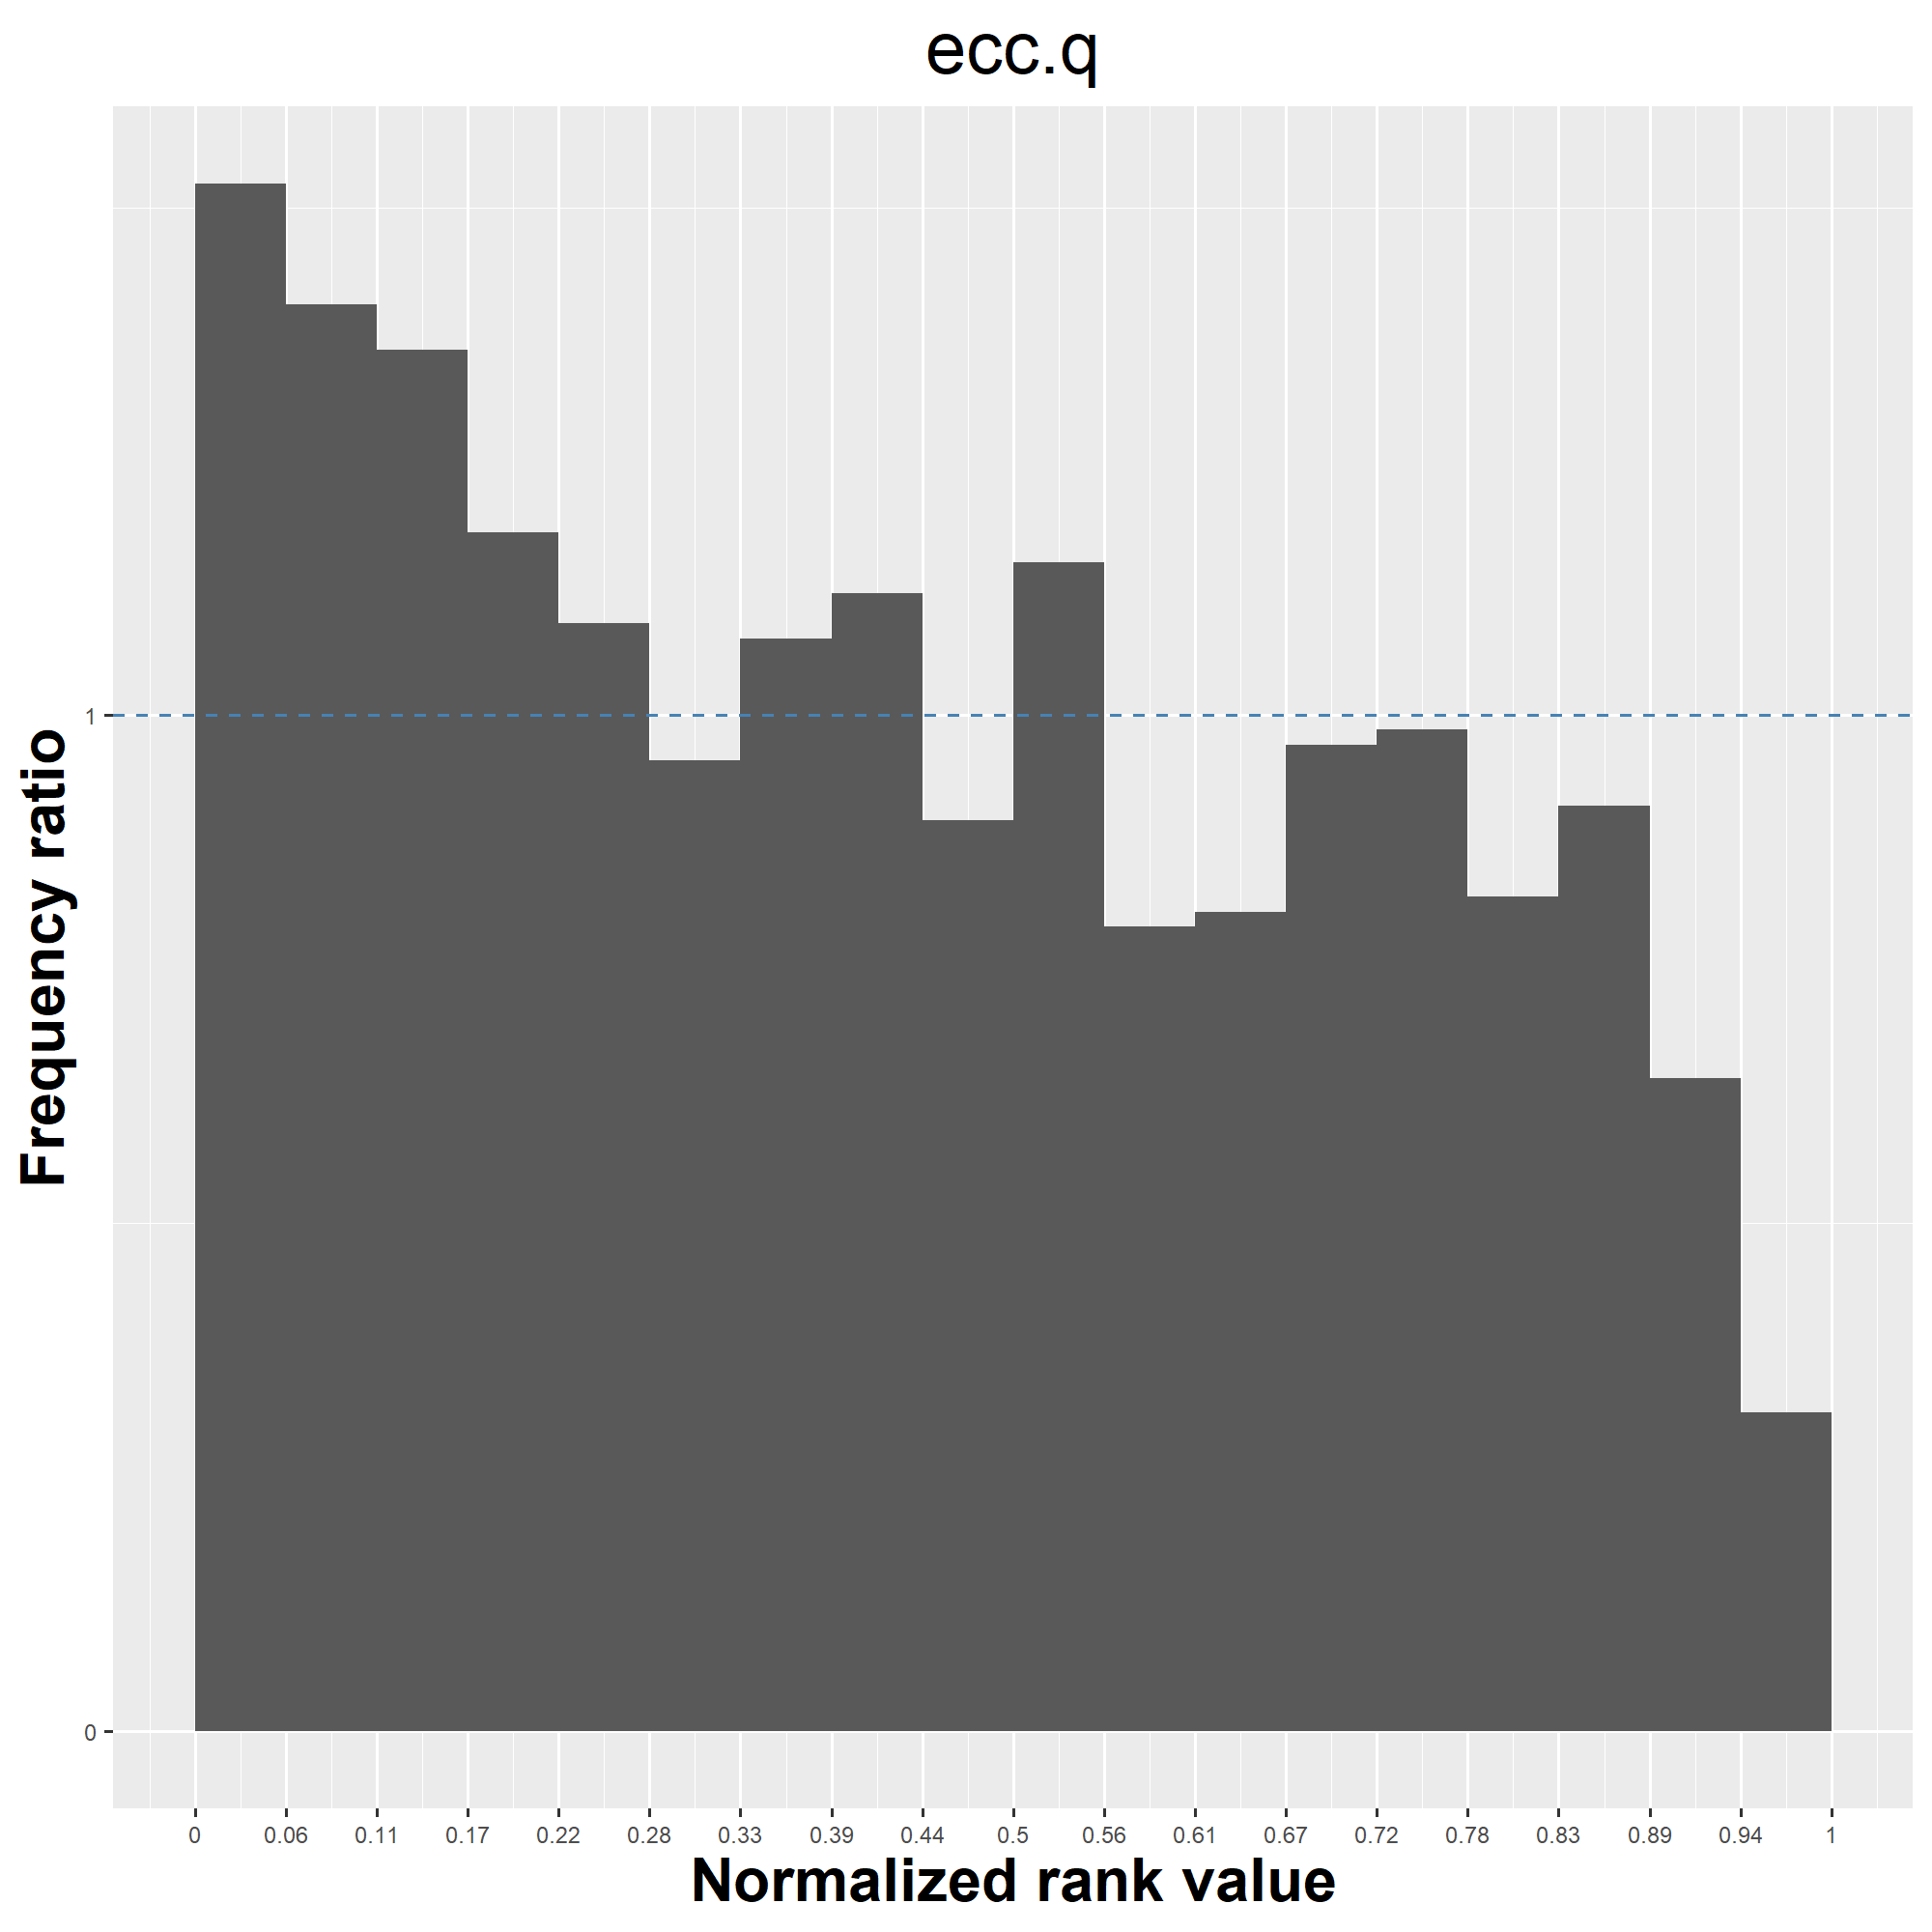 ecc.q
Frequency ratio
1
0
0 0.06 0.11 0.17 0.22 0.28 0.33 0.39 0.44 0.5 0.56 0.61 0.67 0.72 0.78 0.83 0.89 0.94 1
Normalized rank value